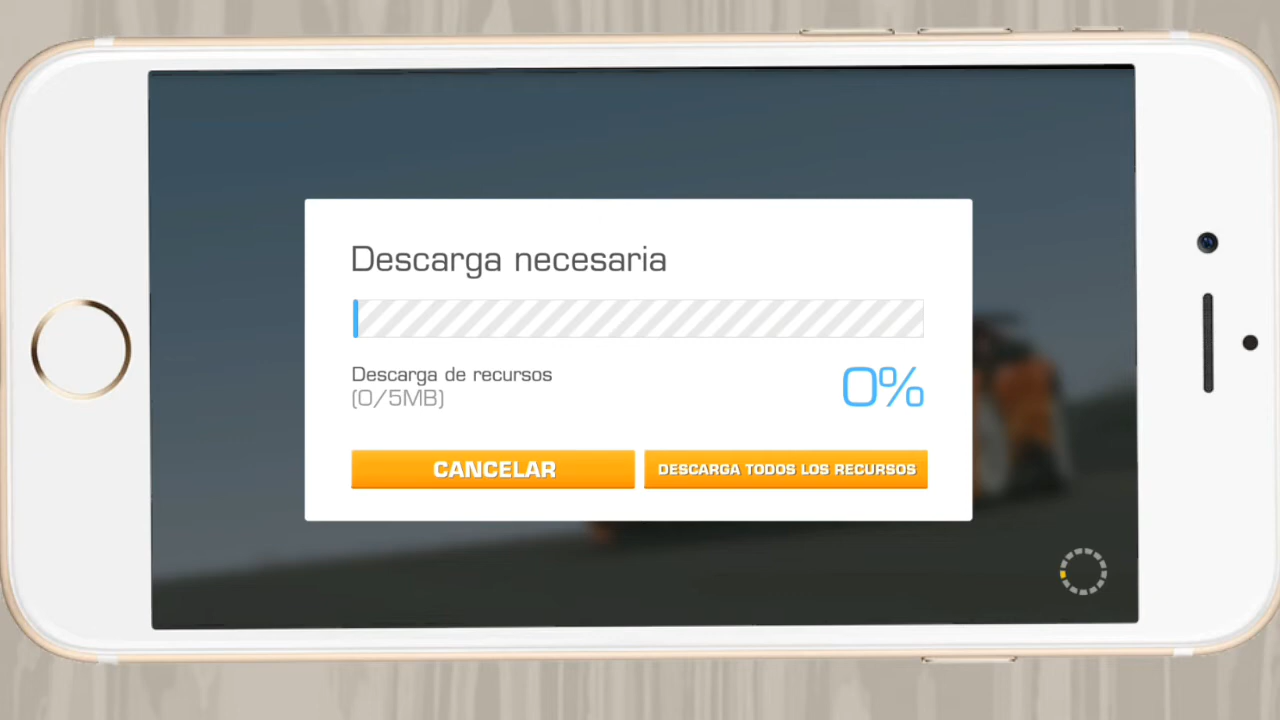 Descarga necesaria
Descarga de recursos
(0/5MB)
0%
CANCELAR
DESCARGA TODOS LOS RECURSOS